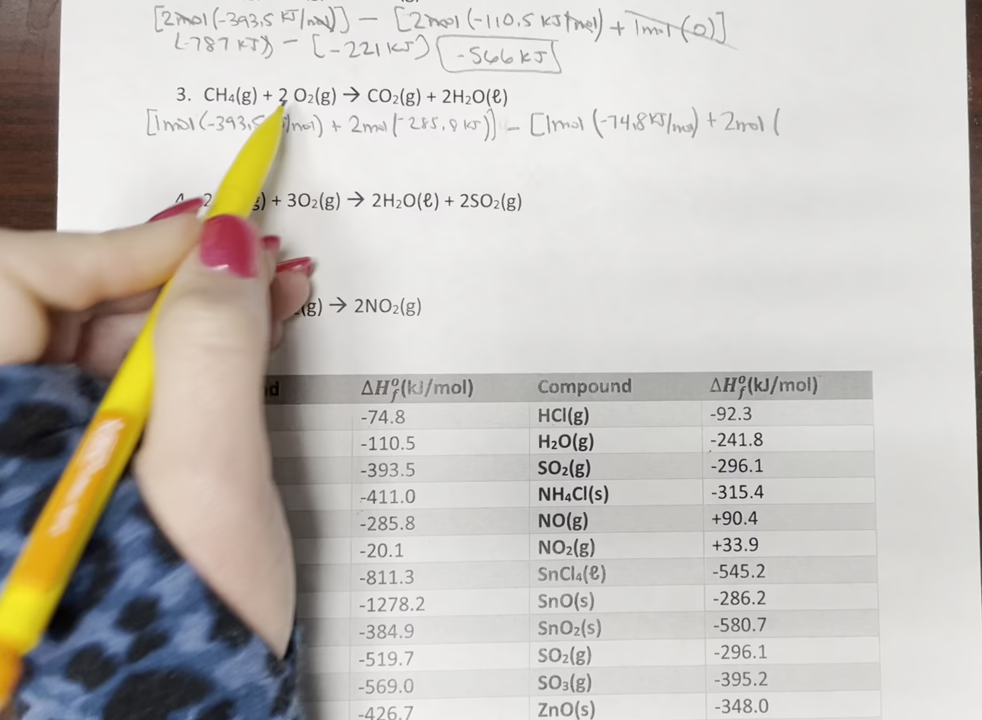 [2mol(-393.5 KJ/mol)] - [2mol(-110.5 KJ/mol) + 1mol(0)]
(-787 KJ) - [-221 KJ) -566 KJ
3. CH₄(g) + 2 O₂(g) → CO₂(g) + 2H₂O(ℓ)
[1mol(-393.5 /mol) + 2mol(-285.8 KJ)] - [1mol (-74.8 KJ/mol) + 2mol (
4. 2 g) + 3O₂(g) → 2H₂O(ℓ) + 2SO₂(g)
(g) → 2NO₂(g)
ΔH°f(kJ/mol) Compound ΔH°f(kJ/mol)
-74.8 HCl(g) -92.3
-110.5 H₂O(g) -241.8
-393.5 SO₂(g) -296.1
-411.0 NH₄Cl(s) -315.4
-285.8 NO(g) +90.4
-20.1 NO₂(g) +33.9
-811.3 SnCl₄(ℓ) -545.2
-1278.2 SnO(s) -286.2
-384.9 SnO₂(s) -580.7
-519.7 SO₂(g) -296.1
-569.0 SO₃(g) -395.2
-426.7 ZnO(s) -348.0